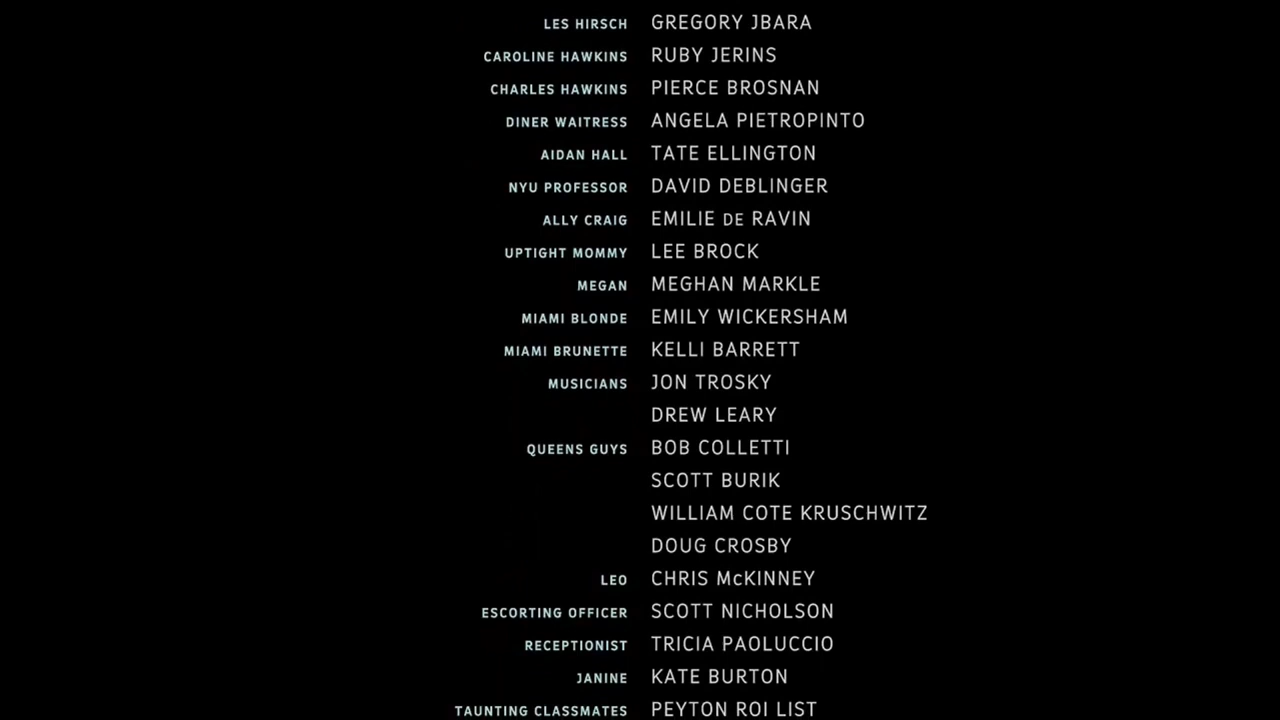 LES HIRSCH GREGORY JBARA
CAROLINE HAWKINS RUBY JERINS
CHARLES HAWKINS PIERCE BROSNAN
DINER WAITRESS ANGELA PIETROPINTO
AIDAN HALL TATE ELLINGTON
NYU PROFESSOR DAVID DEBLINGER
ALLY CRAIG EMILIE DE RAVIN
UPTIGHT MOMMY LEE BROCK
MEGAN MEGHAN MARKLE
MIAMI BLONDE EMILY WICKERSHAM
MIAMI BRUNETTE KELLI BARRETT
MUSICIANS JON TROSKY
DREW LEARY
QUEENS GUYS BOB COLLETTI
SCOTT BURIK
WILLIAM COTE KRUSCHWITZ
DOUG CROSBY
LEO CHRIS McKINNEY
ESCORTING OFFICER SCOTT NICHOLSON
RECEPTIONIST TRICIA PAOLUCCIO
JANINE KATE BURTON
TAUNTING CLASSMATES PEYTON ROI LIST